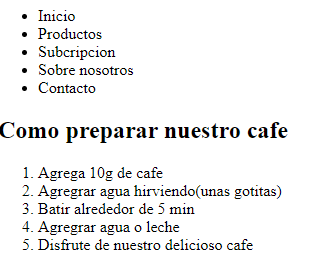 Inicio
Productos
Subcripcion
Sobre nosotros
Contacto
Como preparar nuestro cafe
1. Agrega 10g de cafe
2. Agregrar agua hirviendo(unas gotitas)
3. Batir alrededor de 5 min
4. Agregrar agua o leche
5. Disfrute de nuestro delicioso cafe